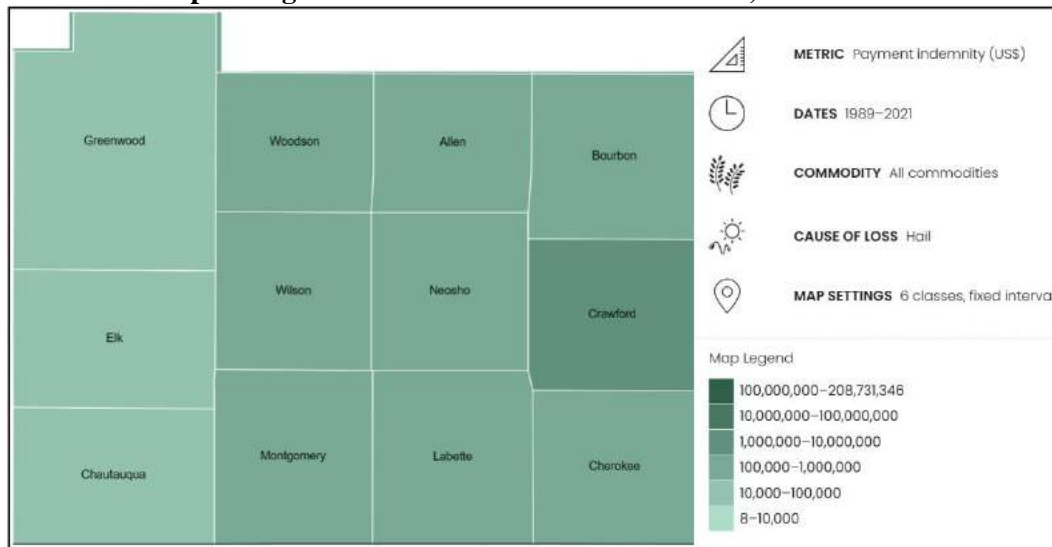 METRIC Payment indemnity (US$)
Greenwood
Woodson
Allen
Bourbon
DATES 1989–2021
COMMODITY All commodities
CAUSE OF LOSS Hail
Wilson
Neosho
Crawford
MAP SETTINGS 6 classes, fixed interva
Elk
Map Legend
100,000,000–208,731,346
10,000,000–100,000,000
1,000,000–10,000,000
Chautauqua
Montgomery
Labette
Cherokee
100,000–1,000,000
10,000–100,000
8–10,000